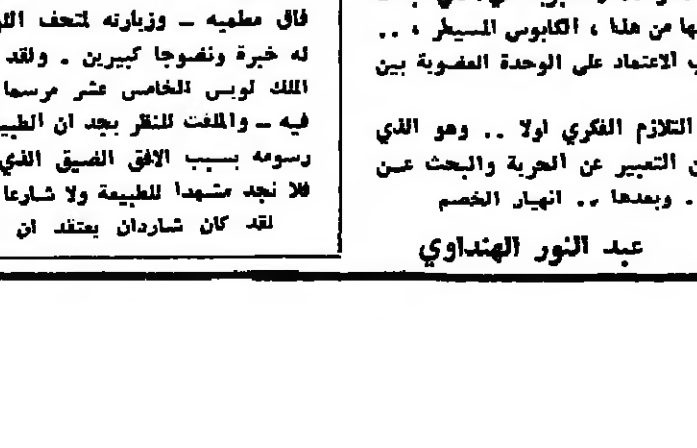 ها من هذا ، الكابوس المسيطر ، ..
ب الاعتماد على الوحدة العضوية بين
التلازم الفكري اولا .. وهو الذي
ن التعبير عن الحرية والبحث عن
. وبعدها .. انهيار الخصم
عبد النور الهنداوي
فاق معلميه ــ وزيارته لمتحف
له خبرة ونضوجا كبيرين . ولقد
الملك لويس الخامس عشر مرسما
فيه ــ والملفت للنظر يجد ان
رسومه بسبب الافق الضيق الذي
فلا نجد مشهدا للطبيعة ولا شارعا
لقد كان شاردان يعتقد ان